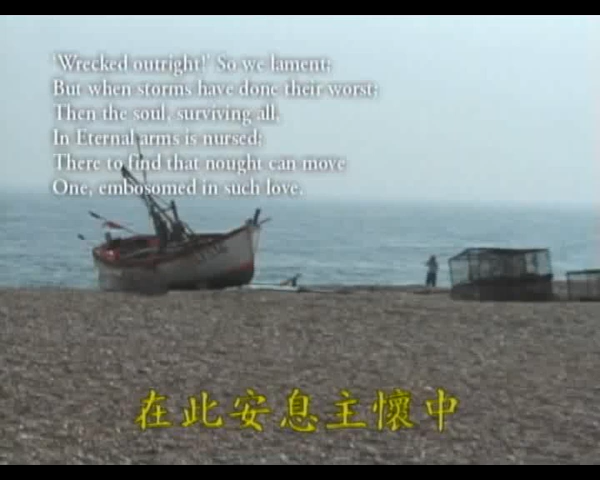 'Wrecked outright!' So we lament;
But when storms have done their worst;
Then the soul, surviving all,
In Eternal arms is nursed;
There to find that nought can move
One, embosomed in such love.
在此安息主懷中